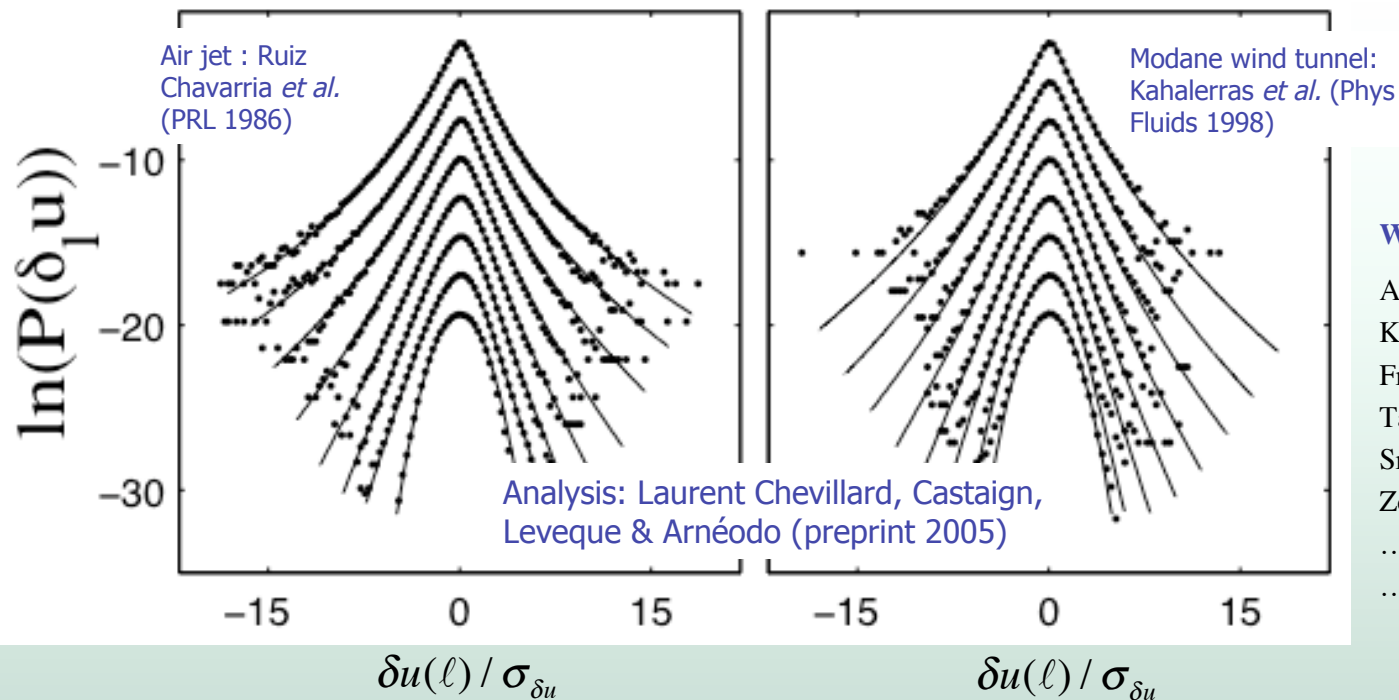 Air jet : Ruiz
Chavarria et al.
(PRL 1986)
Modane wind tunnel:
Kahalerras et al. (Phys
Fluids 1998)
ln(P(δ_l u))
−10
−20
−30
Analysis: Laurent Chevillard, Castaign,
Leveque & Arnéodo (preprint 2005)
−15 0 15
−15 0 15
δu(ℓ) / σ_δu
δu(ℓ) / σ_δu
W
A
K
Fr
T
Sr
Z
…
…